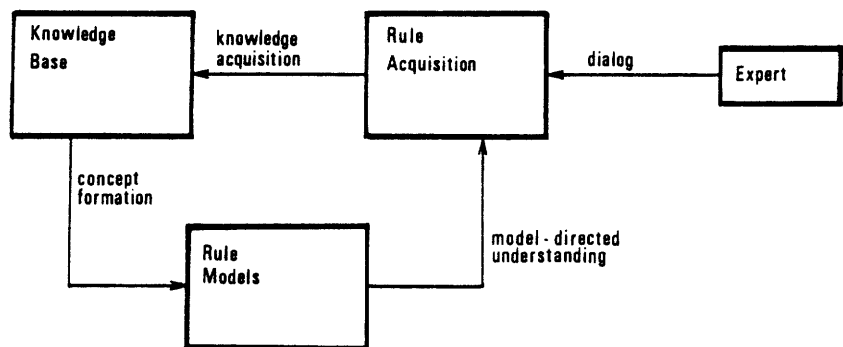 Knowledge
Base
knowledge
acquisition
Rule
Acquisition
dialog
Expert
concept
formation
Rule
Models
model-directed
understanding